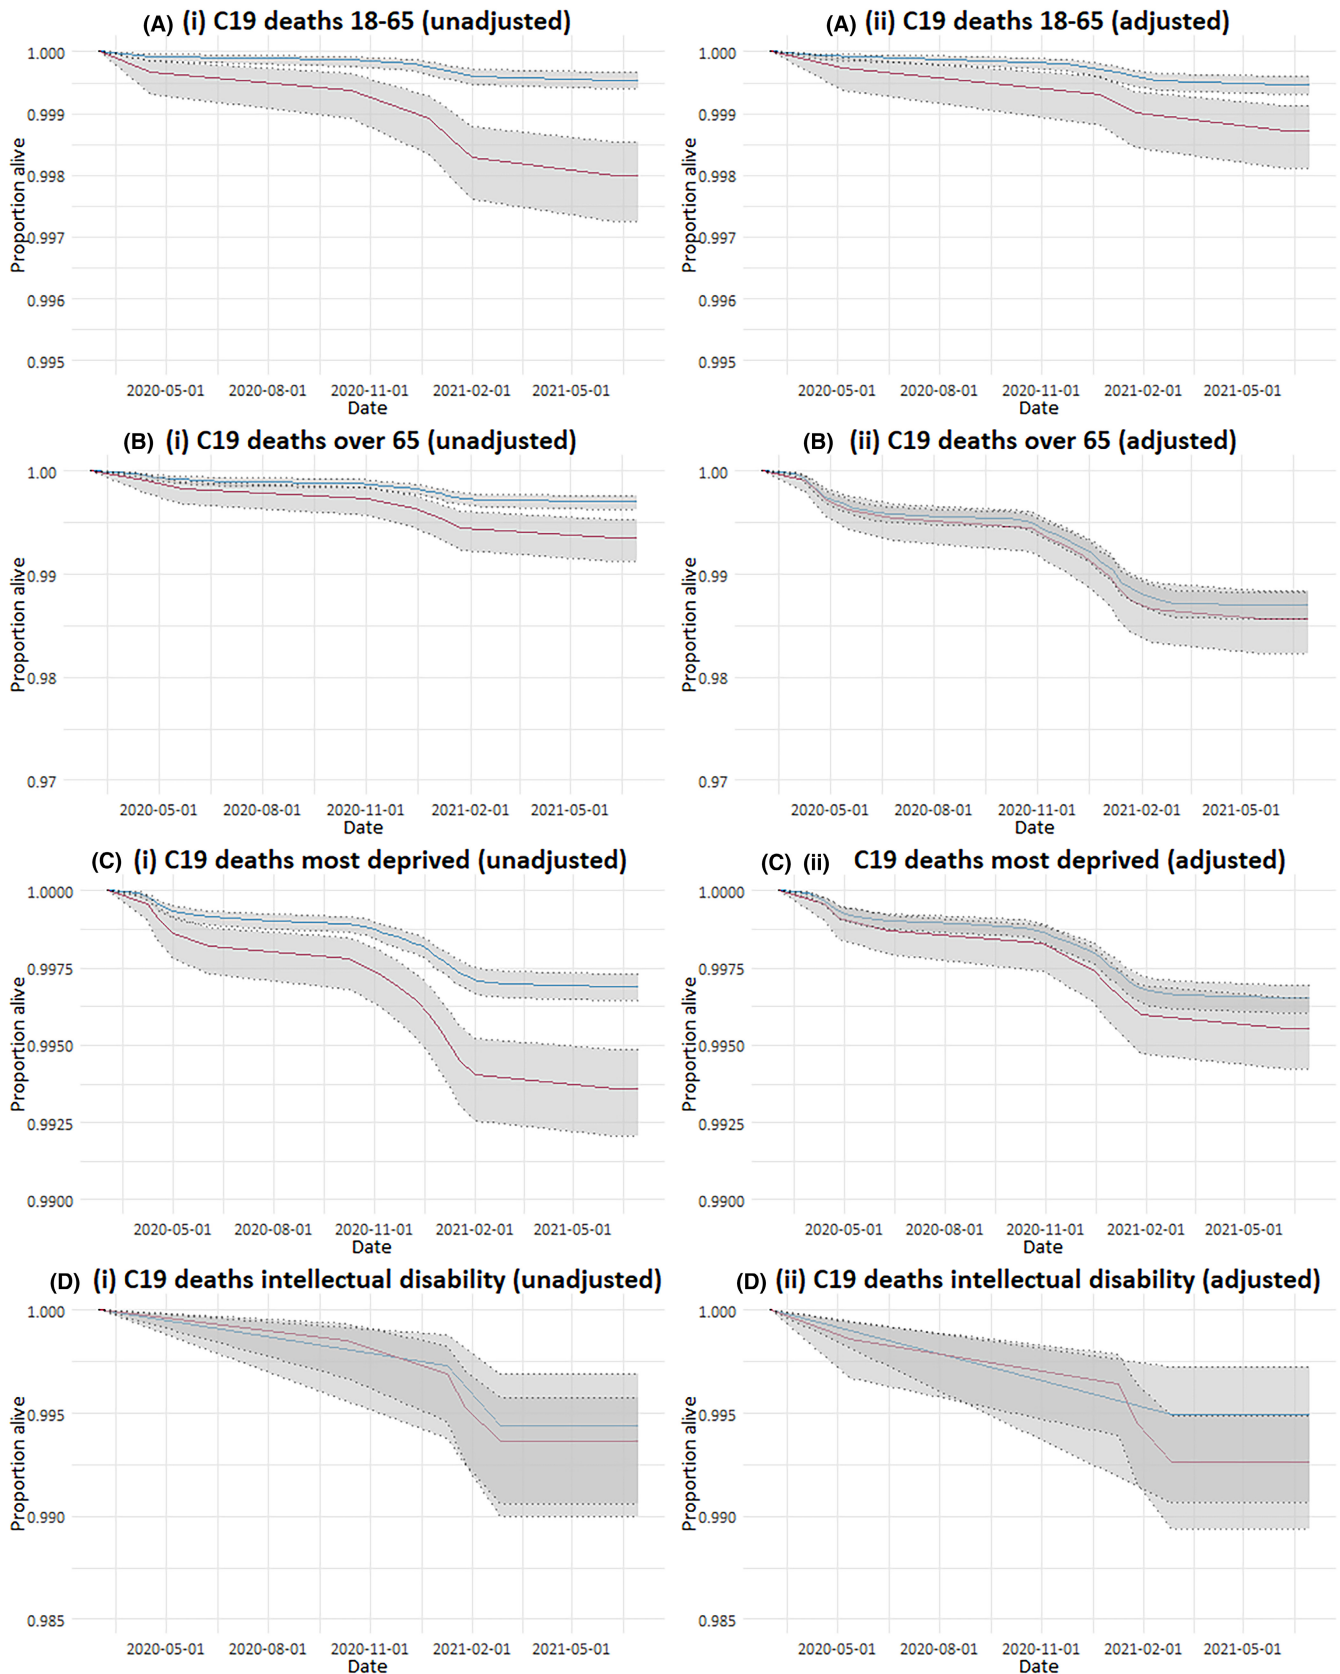 (A) (i) C19 deaths 18-65 (unadjusted)
Proportion alive
1.000
0.999
0.998
0.997
0.996
0.995
2020-05-01 2020-08-01 2020-11-01 2021-02-01 2021-05-01
Date
(A) (ii) C19 deaths 18-65 (adjusted)
Proportion alive
1.000
0.999
0.998
0.997
0.996
0.995
2020-05-01 2020-08-01 2020-11-01 2021-02-01 2021-05-01
Date
(B) (i) C19 deaths over 65 (unadjusted)
Proportion alive
1.00
0.99
0.98
0.97
2020-05-01 2020-08-01 2020-11-01 2021-02-01 2021-05-01
Date
(B) (ii) C19 deaths over 65 (adjusted)
Proportion alive
1.00
0.99
0.98
0.97
2020-05-01 2020-08-01 2020-11-01 2021-02-01 2021-05-01
Date
(C) (i) C19 deaths most deprived (unadjusted)
Proportion alive
1.0000
0.9975
0.9950
0.9925
0.9900
2020-05-01 2020-08-01 2020-11-01 2021-02-01 2021-05-01
Date
(C) (ii) C19 deaths most deprived (adjusted)
Proportion alive
1.0000
0.9975
0.9950
0.9925
0.9900
2020-05-01 2020-08-01 2020-11-01 2021-02-01 2021-05-01
Date
(D) (i) C19 deaths intellectual disability (unadjusted)
Proportion alive
1.000
0.995
0.990
0.985
2020-05-01 2020-08-01 2020-11-01 2021-02-01 2021-05-01
Date
(D) (ii) C19 deaths intellectual disability (adjusted)
Proportion alive
1.000
0.995
0.990
0.985
2020-05-01 2020-08-01 2020-11-01 2021-02-01 2021-05-01
Date